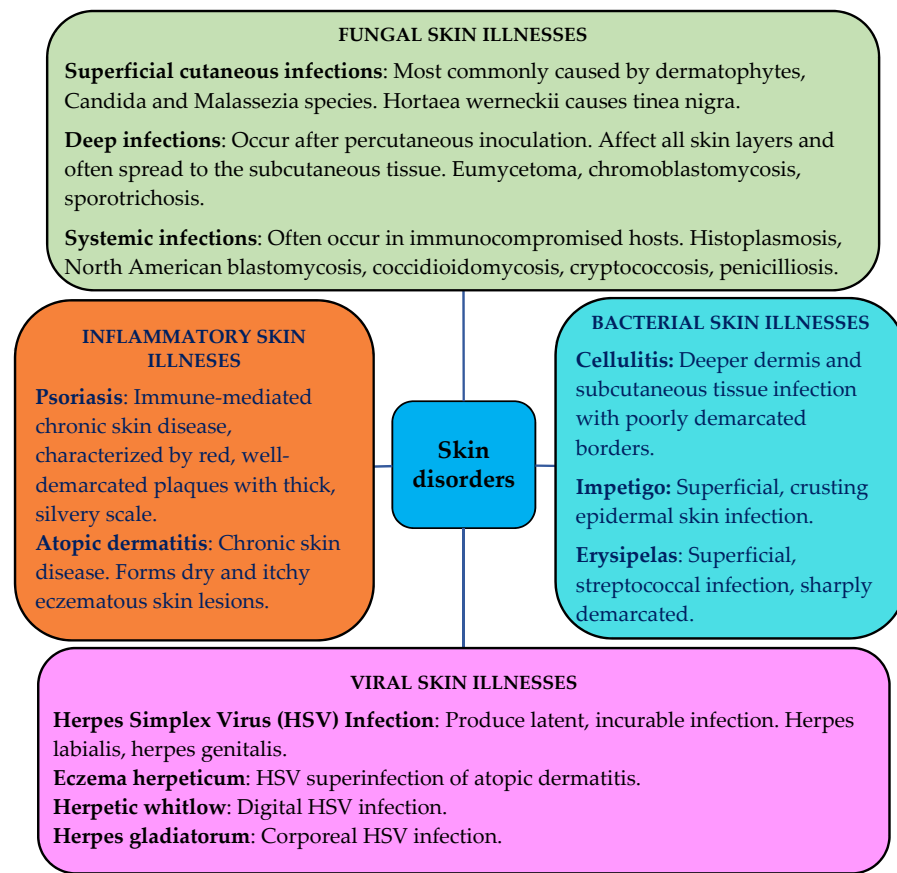 FUNGAL SKIN ILLNESSES
Superficial cutaneous infections: Most commonly caused by dermatophytes,
Candida and Malassezia species. Hortaea werneckii causes tinea nigra.
Deep infections: Occur after percutaneous inoculation. Affect all skin layers and
often spread to the subcutaneous tissue. Eumycetoma, chromoblastomycosis,
sporotrichosis.
Systemic infections: Often occur in immunocompromised hosts. Histoplasmosis,
North American blastomycosis, coccidioidomycosis, cryptococcosis, penicilliosis.
INFLAMMATORY SKIN
ILLNESES
Psoriasis: Immune-mediated
chronic skin disease,
characterized by red, well-
demarcated plaques with thick,
silvery scale.
Atopic dermatitis: Chronic skin
disease. Forms dry and itchy
eczematous skin lesions.
Skin
disorders
BACTERIAL SKIN ILLNESSES
Cellulitis: Deeper dermis and
subcutaneous tissue infection
with poorly demarcated
borders.
Impetigo: Superficial, crusting
epidermal skin infection.
Erysipelas: Superficial,
streptococcal infection, sharply
demarcated.
VIRAL SKIN ILLNESSES
Herpes Simplex Virus (HSV) Infection: Produce latent, incurable infection. Herpes
labialis, herpes genitalis.
Eczema herpeticum: HSV superinfection of atopic dermatitis.
Herpetic whitlow: Digital HSV infection.
Herpes gladiatorum: Corporeal HSV infection.